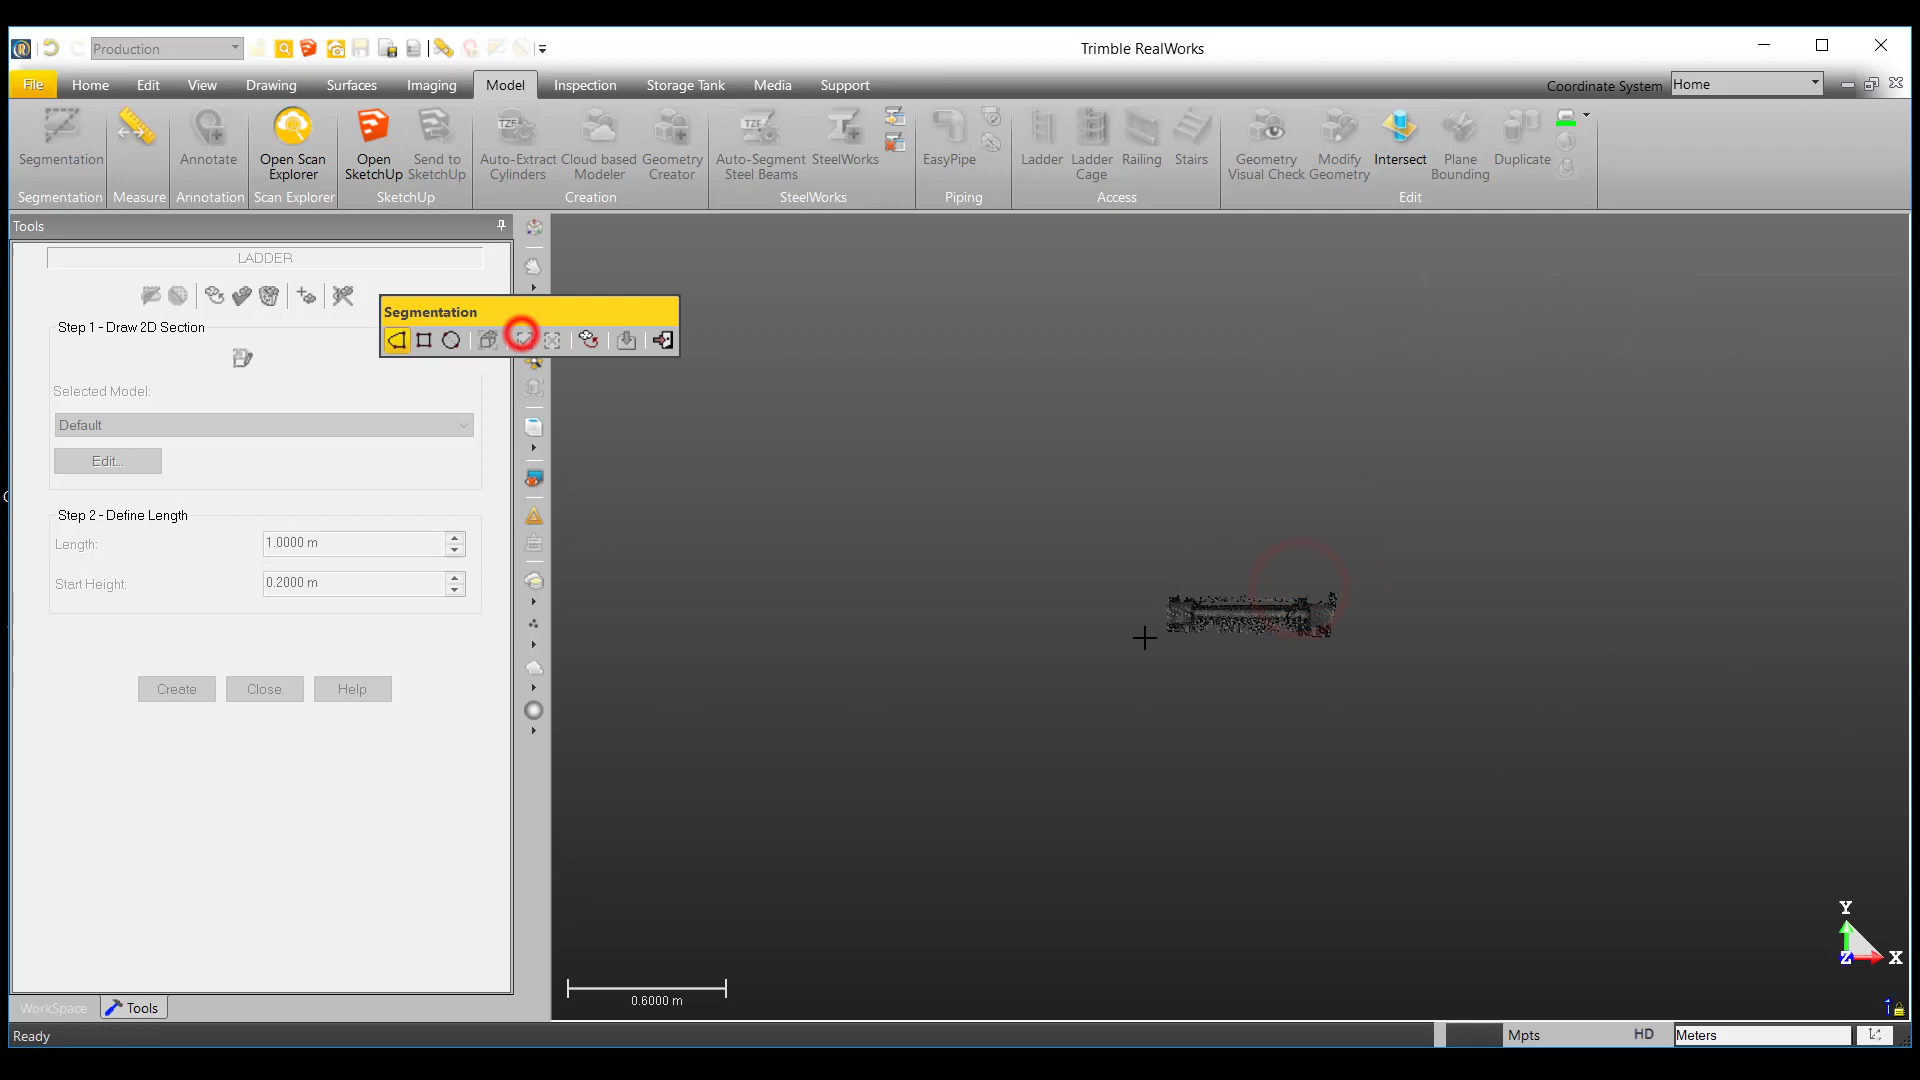 Production
Trimble RealWorks
File Home Edit View Drawing Surfaces Imaging Model Inspection Storage Tank Media Support
Coordinate System Home
Segmentation
Annotate
Open Scan Explorer
Open SketchUp
Send to SketchUp
TZF
Auto-Extract Cylinders
Cloud based Modeler
Geometry Creator
TZF
Auto-Segment Steel Beams
SteelWorks
EasyPipe
Ladder
Ladder Cage
Railing
Stairs
Geometry Visual Check
Modify Geometry
Intersect
Plane Bounding
Duplicate
Segmentation Measure Annotation Scan Explorer SketchUp Creation SteelWorks Piping Access Edit
Tools
LADDER
Segmentation
Step 1 - Draw 2D Section
2D
Selected Model:
Default
Edit...
Step 2 - Define Length
Length: 1.0000 m
Start Height: 0.2000 m
Create Close Help
Y
Z X
0.6000 m
WorkSpace Tools
Ready
Mpts HD Meters